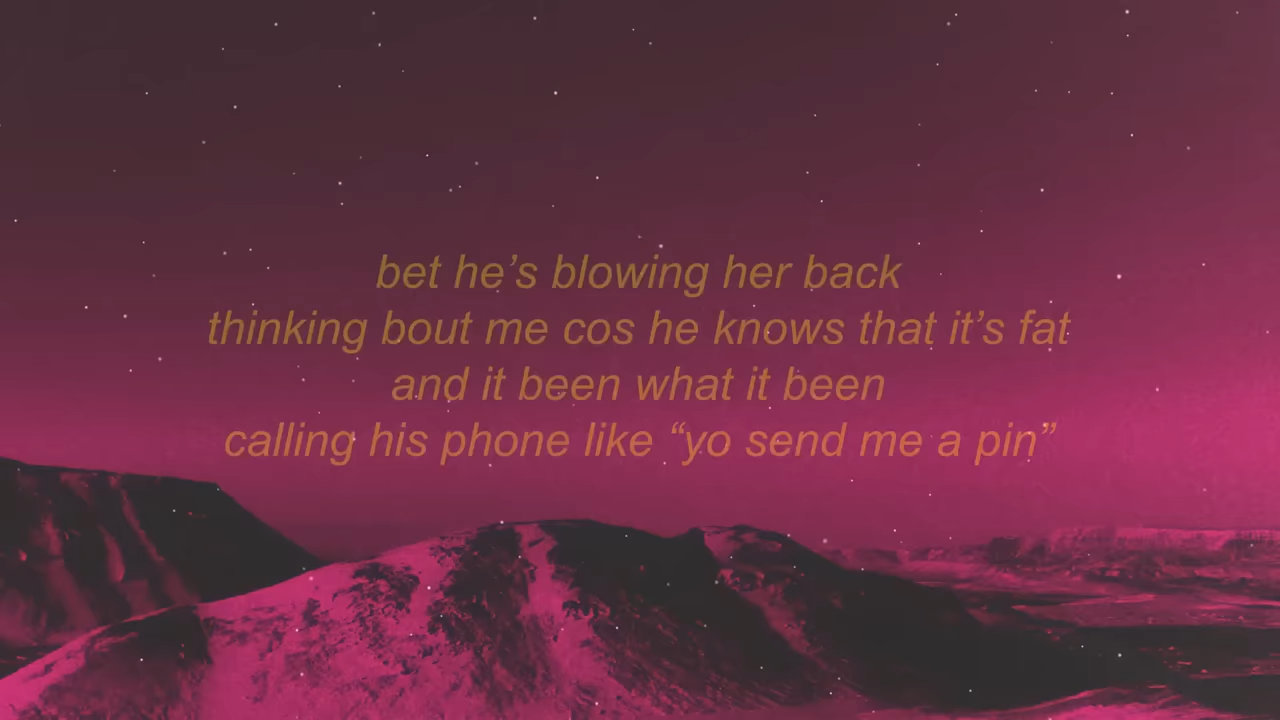 bet he’s blowing her back
thinking bout me cos he knows that it’s fat
and it been what it been
calling his phone like “yo send me a pin”